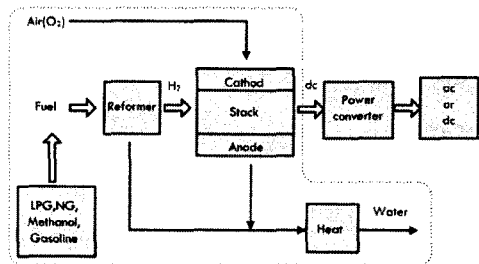 Air(O₂)
H₂
Cathod
dc
Fuel
Reformer
Stack
Power
converter
ac
or
dc
Anode
LPG,NG,
Methanol,
Gasoline
Heat
Water